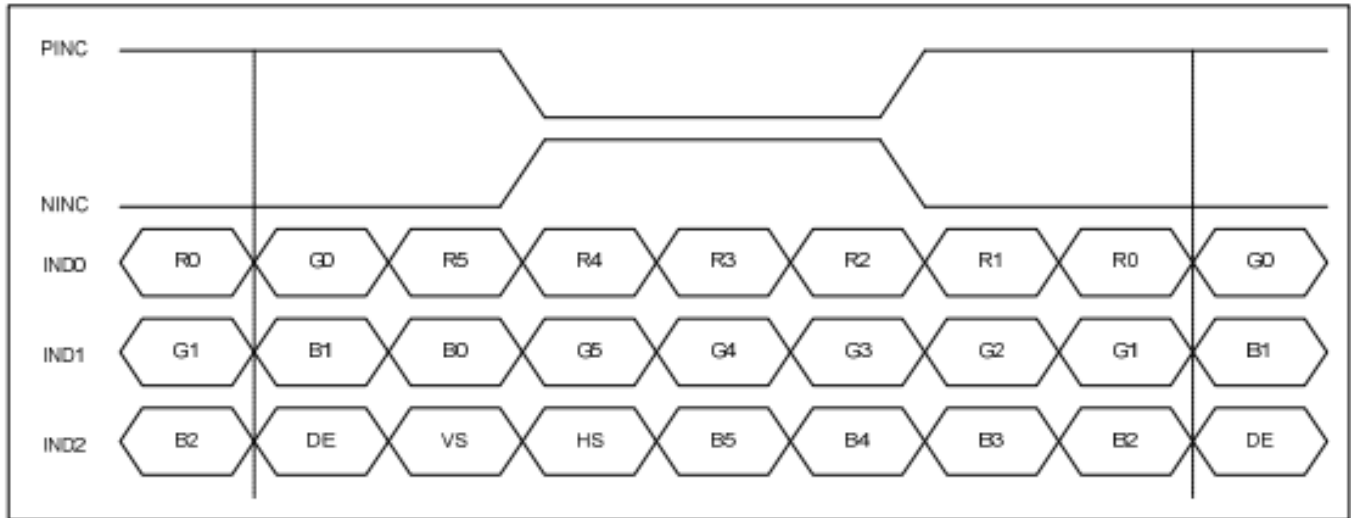 PINC
NINC
IND0 R0 G0 R5 R4 R3 R2 R1 R0 G0
IND1 G1 B1 B0 G5 G4 G3 G2 G1 B1
IND2 B2 DE VS HS B5 B4 B3 B2 DE